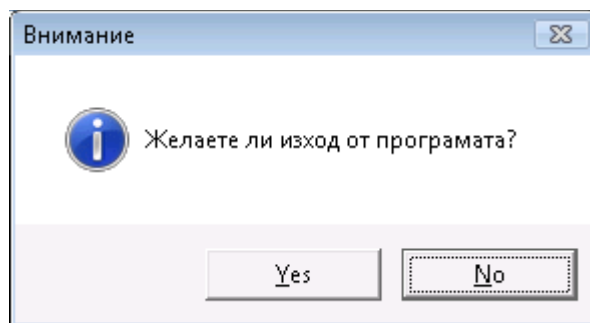 Внимание
Желаете ли изход от програмата?
Yes
No